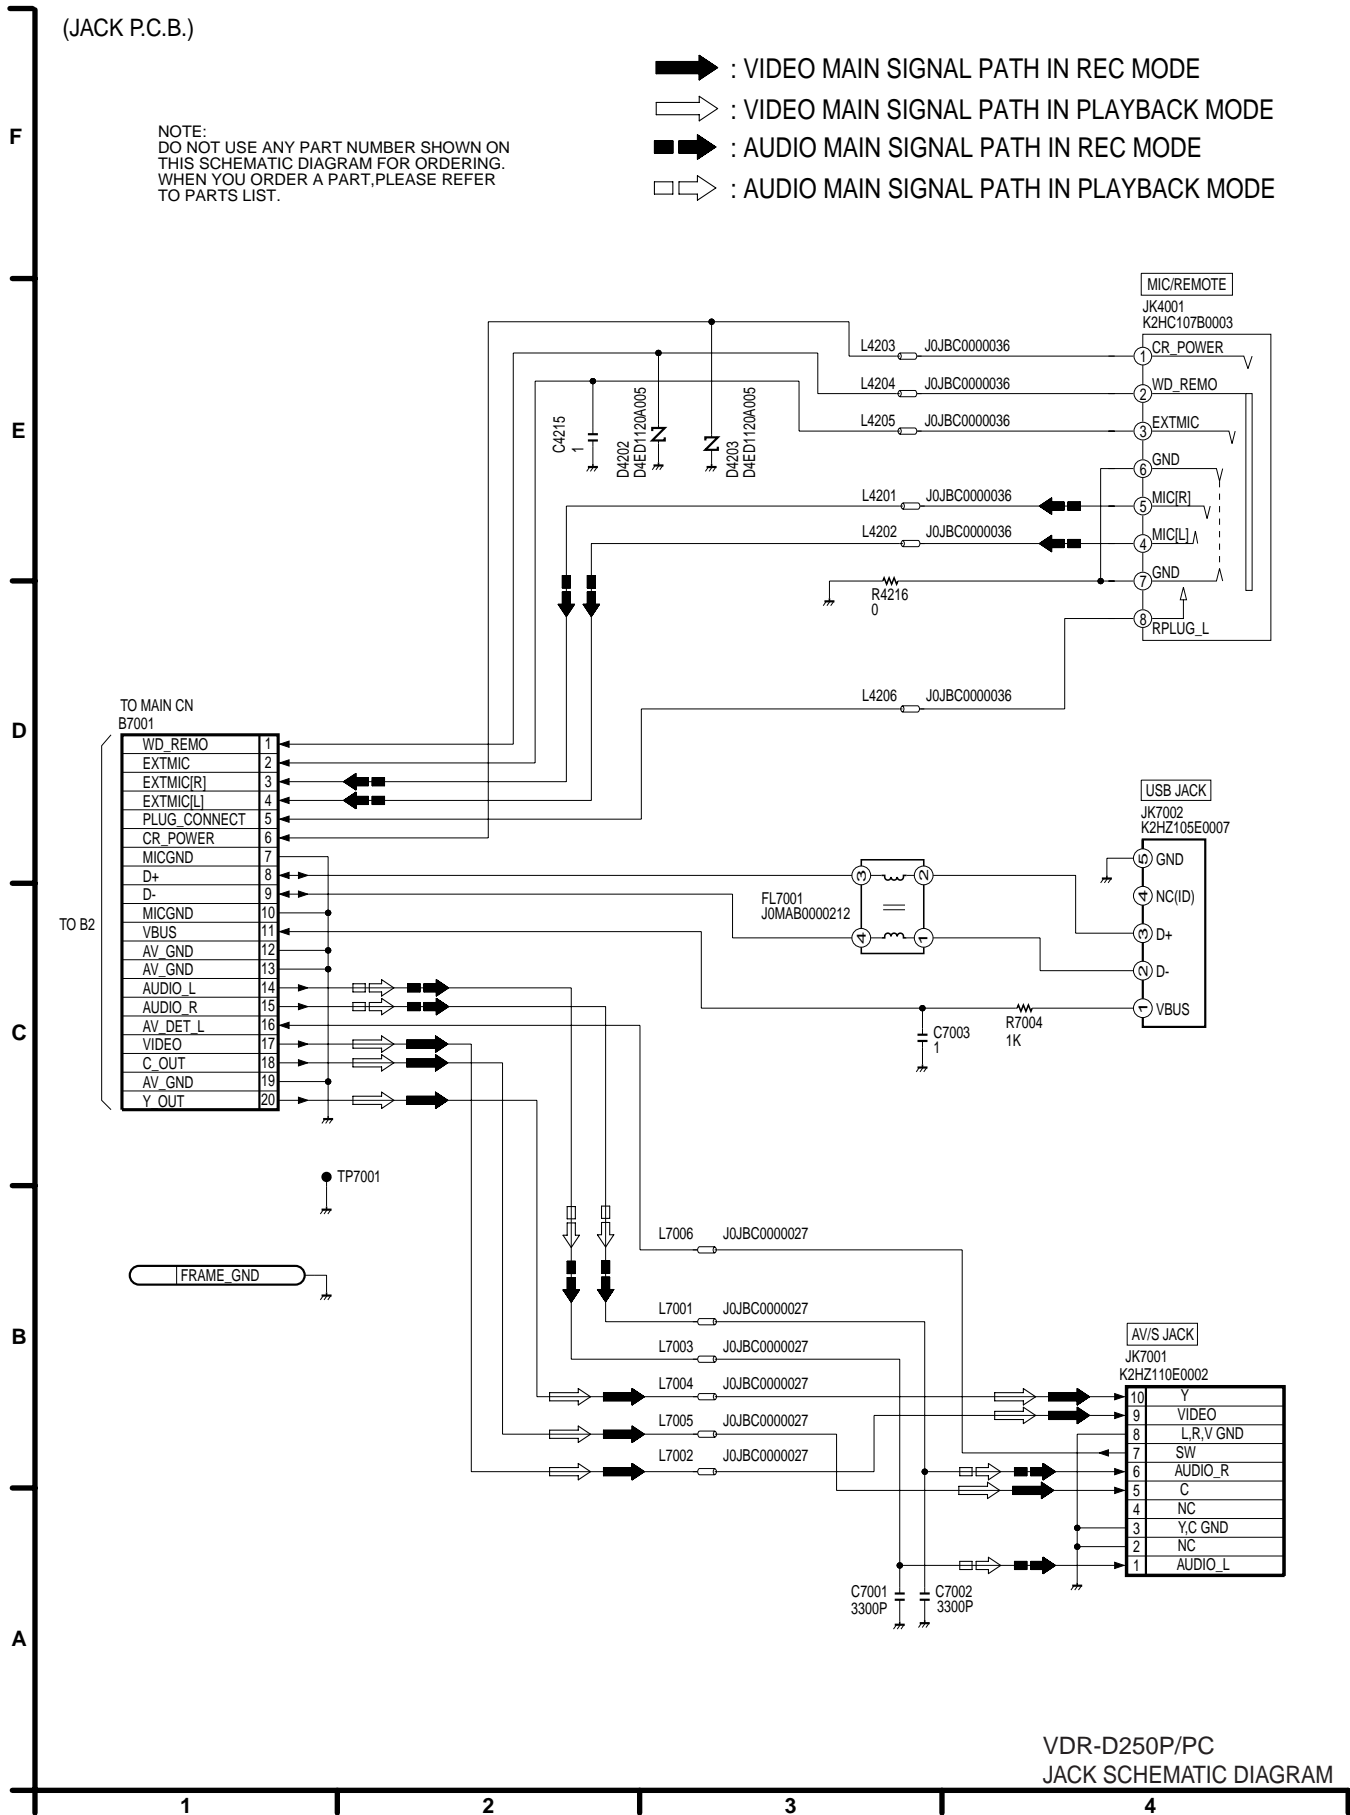 (JACK P.C.B.)
: VIDEO MAIN SIGNAL PATH IN REC MODE
: VIDEO MAIN SIGNAL PATH IN PLAYBACK MODE
: AUDIO MAIN SIGNAL PATH IN REC MODE
: AUDIO MAIN SIGNAL PATH IN PLAYBACK MODE
NOTE:
DO NOT USE ANY PART NUMBER SHOWN ON
THIS SCHEMATIC DIAGRAM FOR ORDERING.
WHEN YOU ORDER A PART,PLEASE REFER
TO PARTS LIST.
F
E
D
C
B
A
MIC/REMOTE
JK4001
K2HC107B0003
1 CR_POWER
2 WD_REMO
3 EXTMIC
6 GND
5 MIC[R]
4 MIC[L]
7 GND
8 RPLUG_L
L4203 J0JBC0000036
L4204 J0JBC0000036
L4205 J0JBC0000036
L4201 J0JBC0000036
L4202 J0JBC0000036
R4216
0
L4206 J0JBC0000036
C4215
1
D4202
D4ED1120A005
D4203
D4ED1120A005
TO MAIN CN
B7001
TO B2
WD_REMO 1
EXTMIC 2
EXTMIC[R] 3
EXTMIC[L] 4
PLUG_CONNECT 5
CR_POWER 6
MICGND 7
D+ 8
D- 9
MICGND 10
VBUS 11
AV_GND 12
AV_GND 13
AUDIO_L 14
AUDIO_R 15
AV_DET_L 16
VIDEO 17
C_OUT 18
AV_GND 19
Y_OUT 20
USB JACK
JK7002
K2HZ105E0007
5 GND
4 NC(ID)
3 D+
2 D-
1 VBUS
FL7001
J0MAB0000212
3 2
4 1
C7003
1
R7004
1K
TP7001
FRAME_GND
L7006 J0JBC0000027
L7001 J0JBC0000027
L7003 J0JBC0000027
L7004 J0JBC0000027
L7005 J0JBC0000027
L7002 J0JBC0000027
AV/S JACK
JK7001
K2HZ110E0002
10 Y
9 VIDEO
8 L,R,V GND
7 SW
6 AUDIO_R
5 C
4 NC
3 Y,C GND
2 NC
1 AUDIO_L
C7001
3300P
C7002
3300P
VDR-D250P/PC
JACK SCHEMATIC DIAGRAM
1 2 3 4